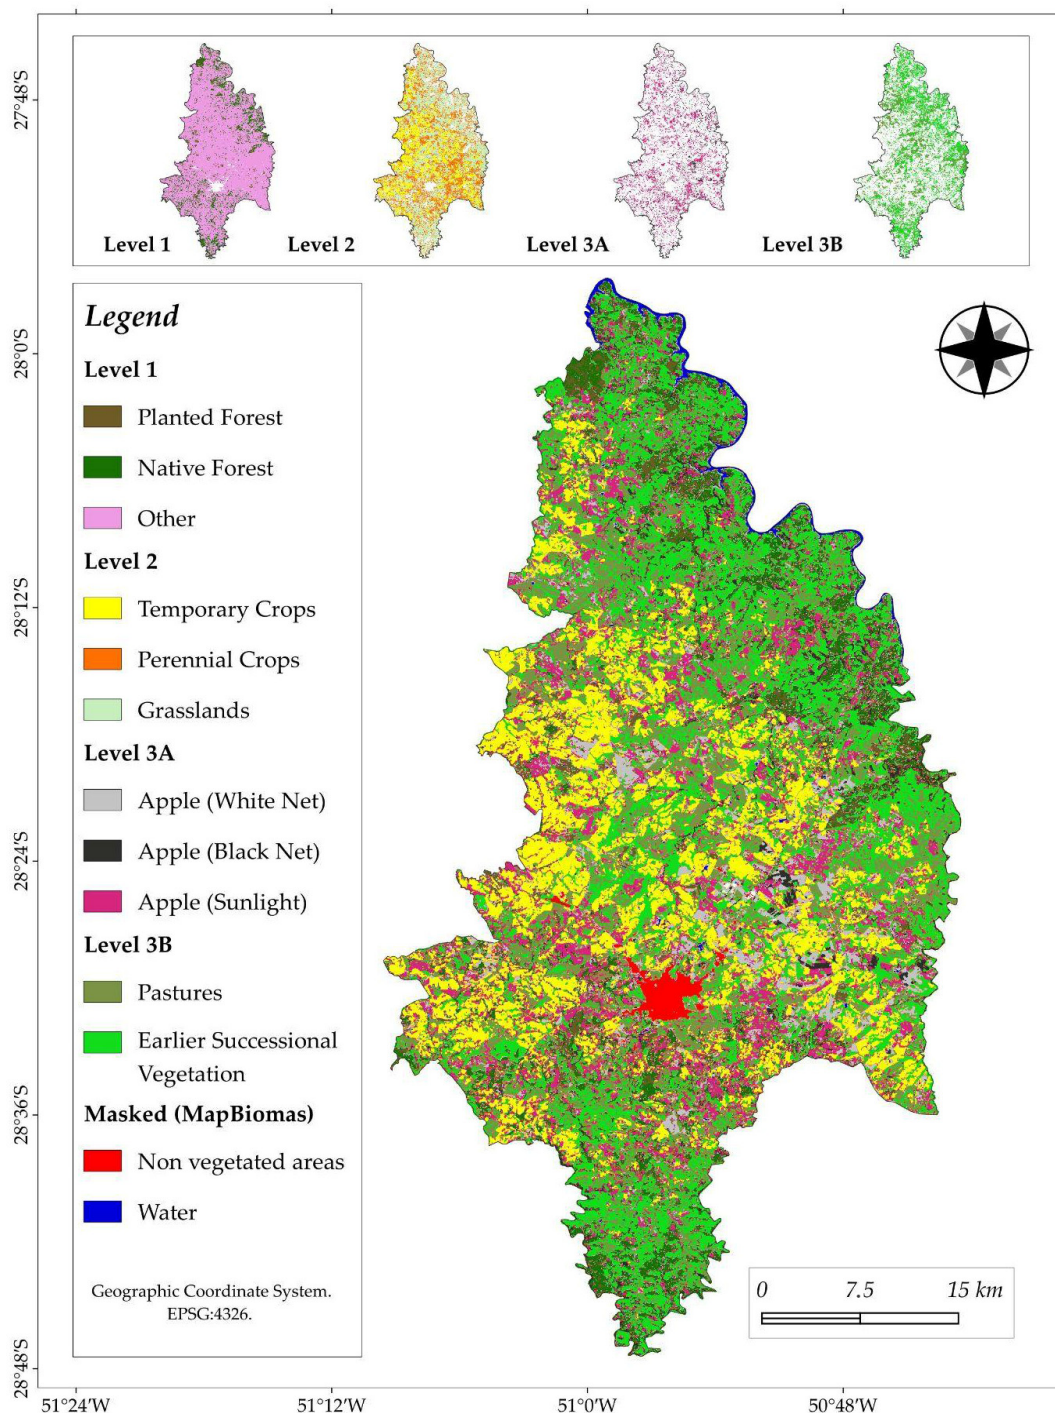 Level 1
Level 2
Level 3A
Level 3B
27°48′S
28°0′S
28°12′S
28°24′S
28°36′S
28°48′S
Legend
Level 1
Planted Forest
Native Forest
Other
Level 2
Temporary Crops
Perennial Crops
Grasslands
Level 3A
Apple (White Net)
Apple (Black Net)
Apple (Sunlight)
Level 3B
Pastures
Earlier Successional
Vegetation
Masked (MapBiomas)
Non vegetated areas
Water
Geographic Coordinate System.
EPSG:4326.
0 7.5 15 km
51°24′W 51°12′W 51°0′W 50°48′W